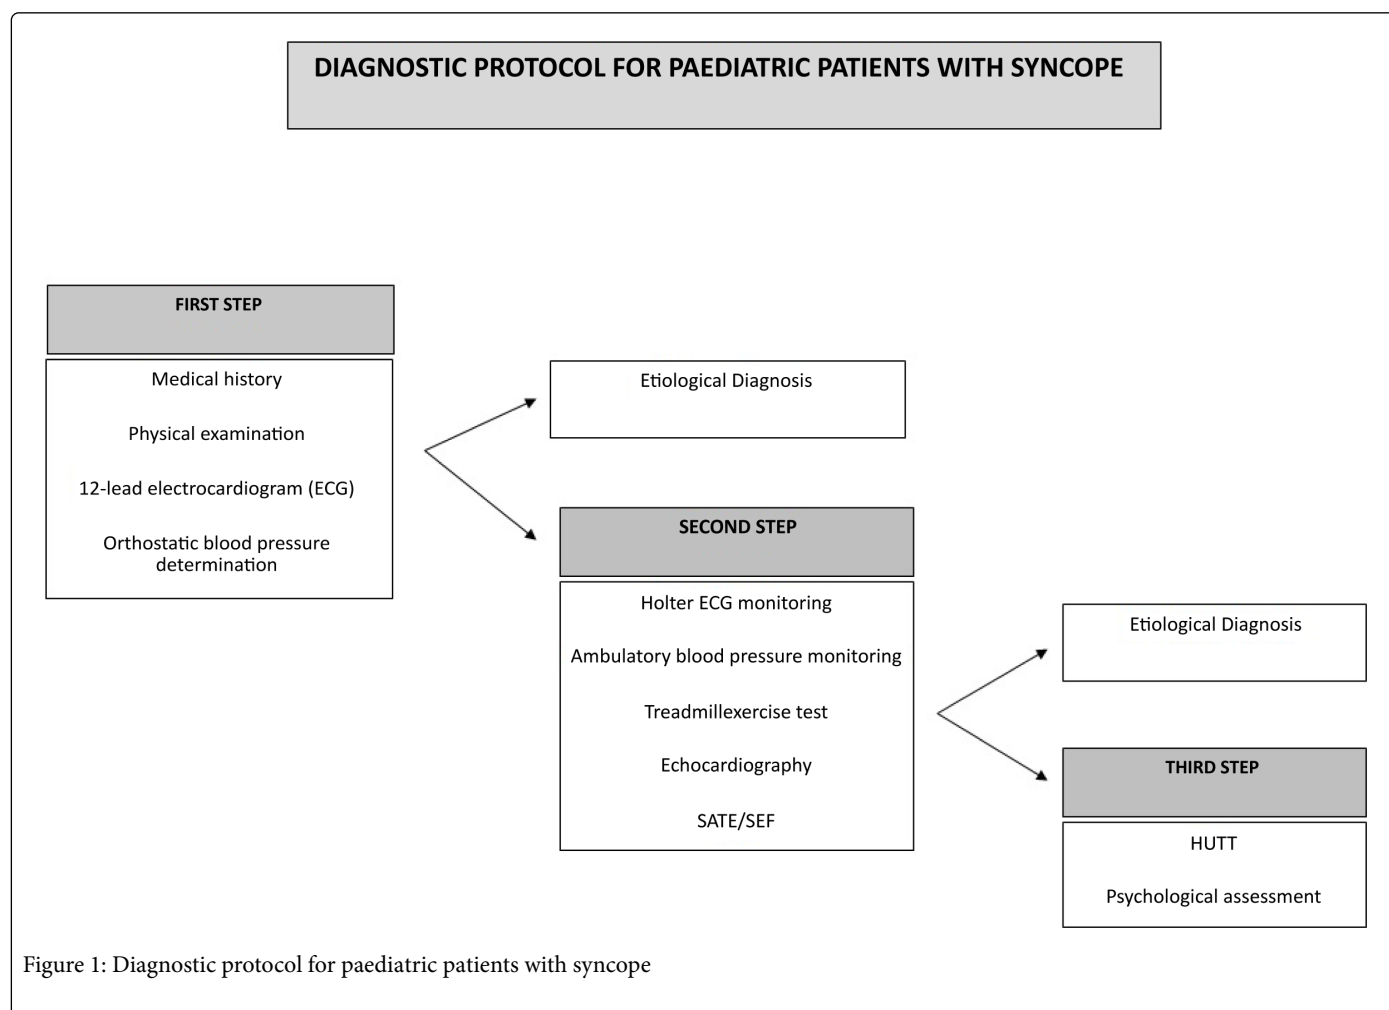 DIAGNOSTIC PROTOCOL FOR PAEDIATRIC PATIENTS WITH SYNCOPE
FIRST STEP
Medical history
Physical examination
12-lead electrocardiogram (ECG)
Orthostatic blood pressure
determination
Etiological Diagnosis
SECOND STEP
Holter ECG monitoring
Ambulatory blood pressure monitoring
Treadmillexercise test
Echocardiography
SATE/SEF
Etiological Diagnosis
THIRD STEP
HUTT
Psychological assessment
Figure 1: Diagnostic protocol for paediatric patients with syncope